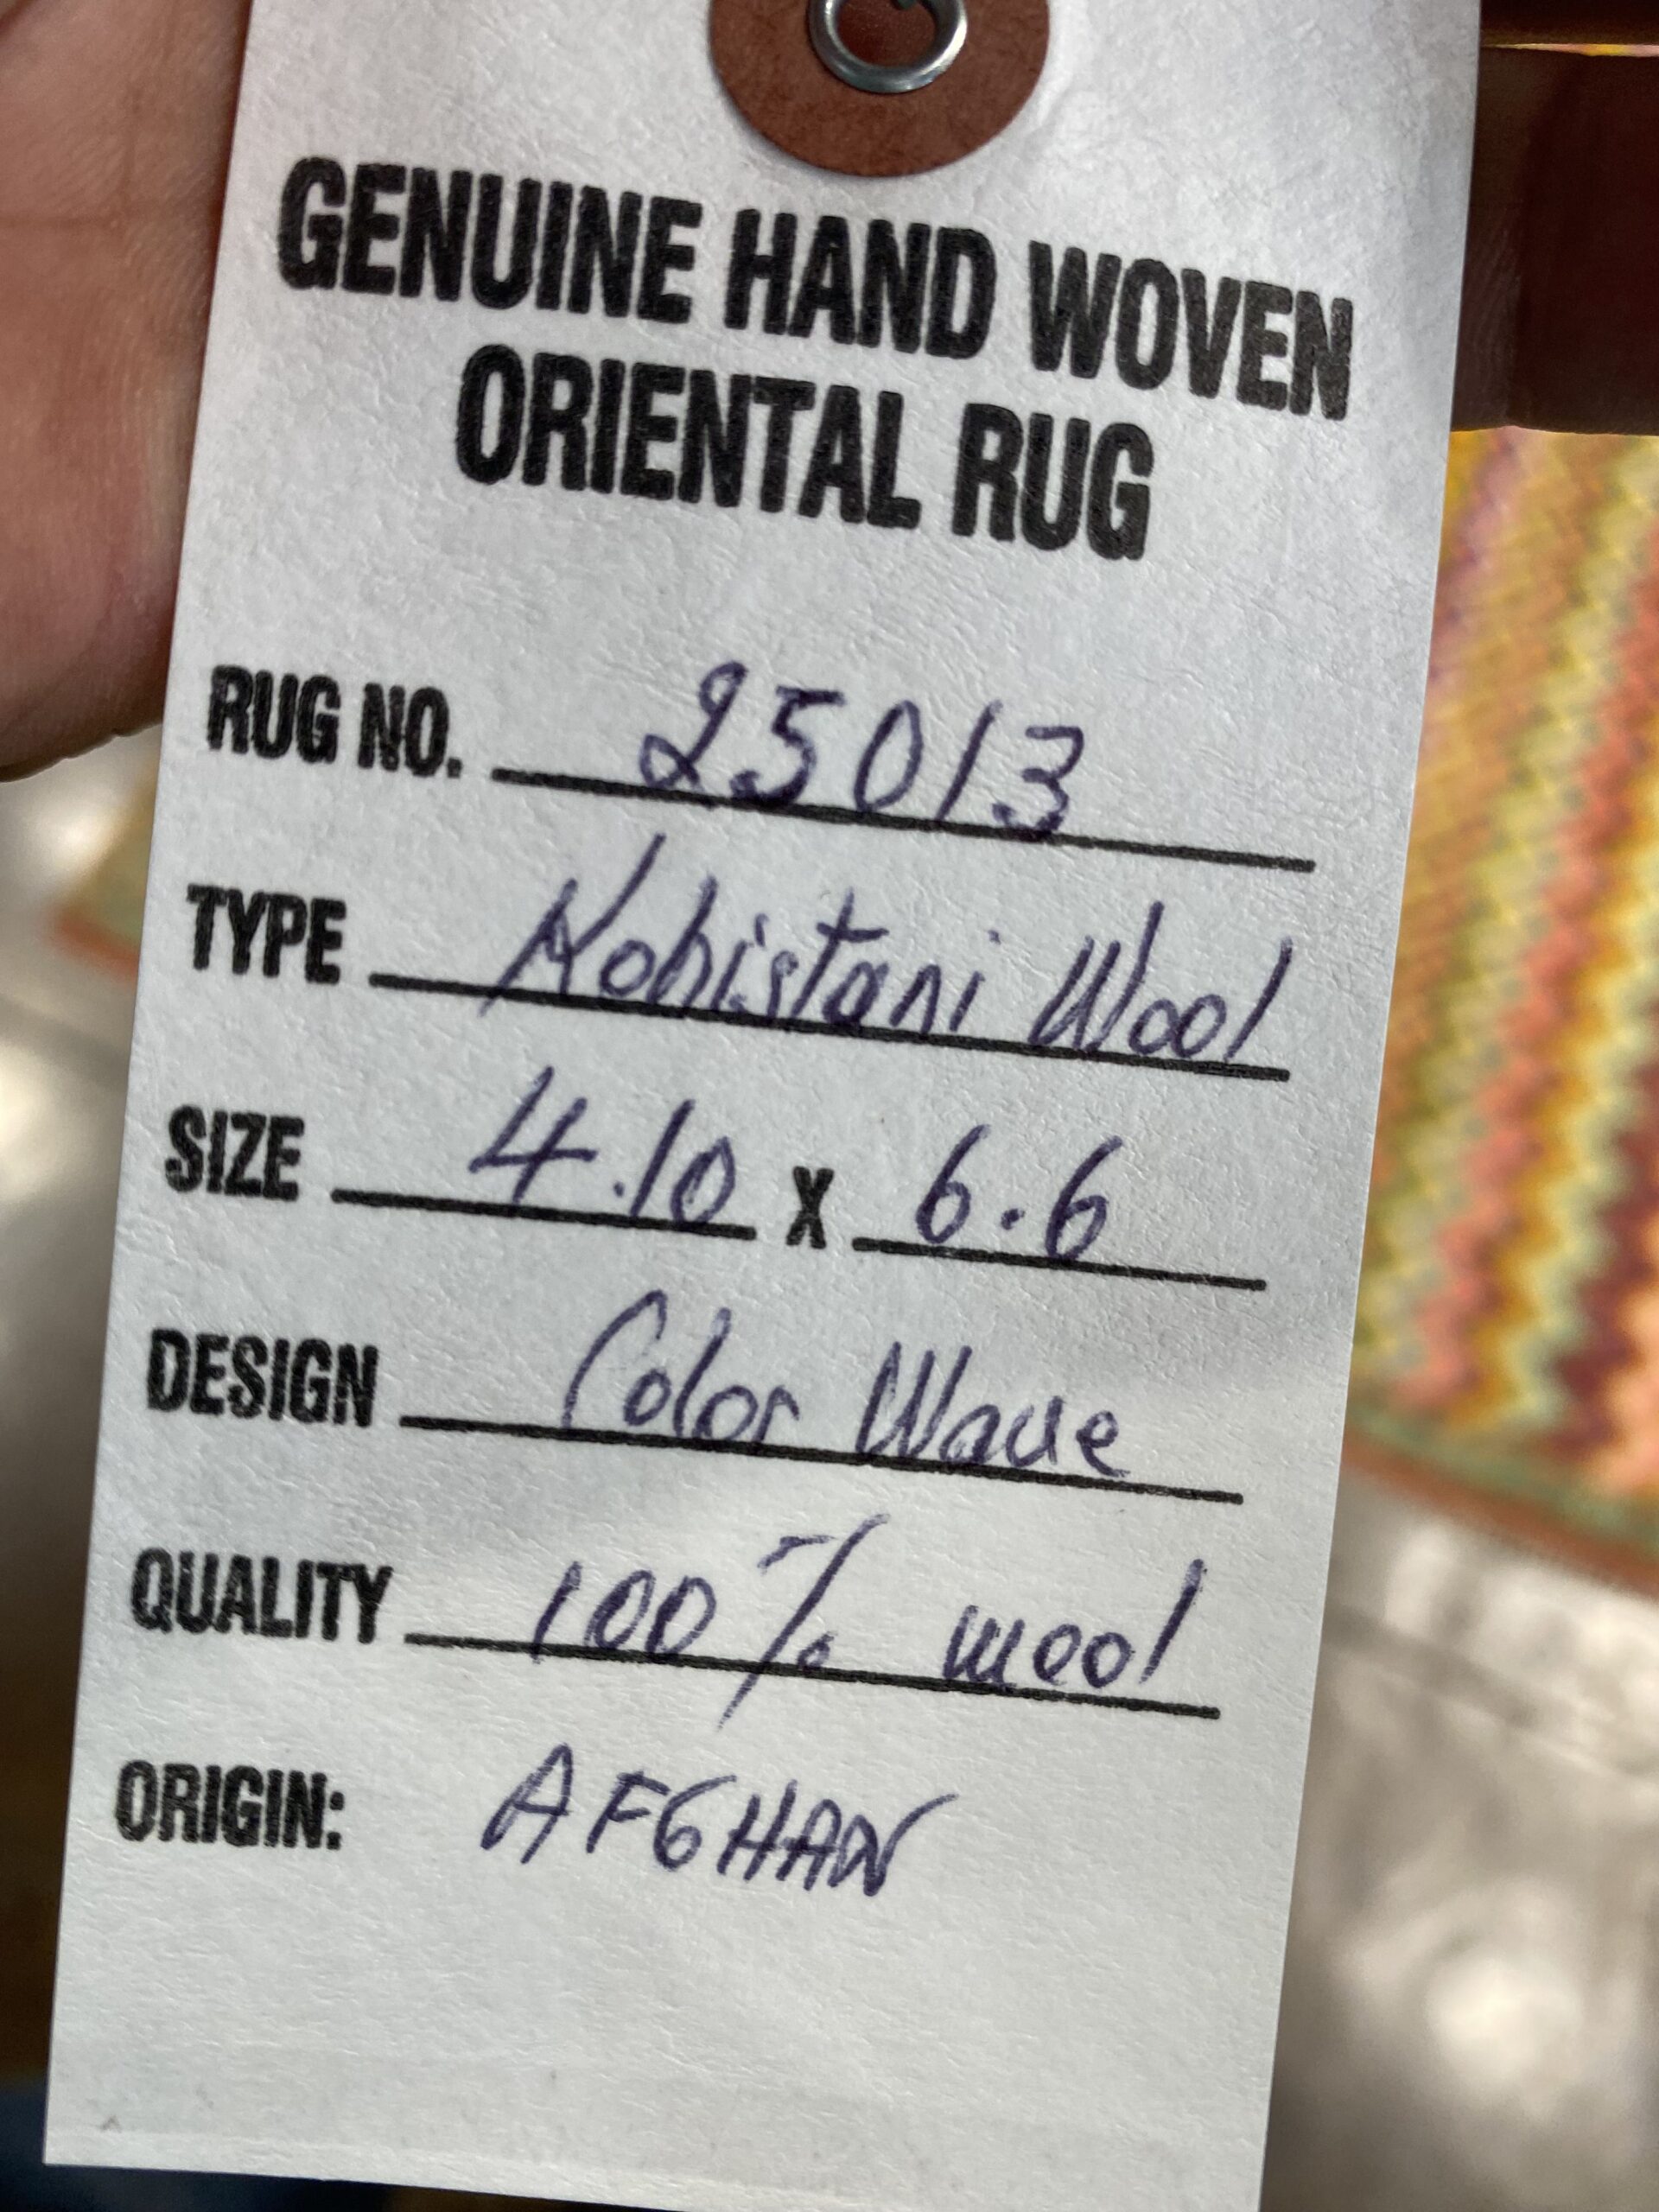 GENUINE HAND WOVEN
ORIENTAL RUG
RUG NO. 25013
TYPE Kohistani Wool
SIZE 4.10 X 6.6
DESIGN Color Wave
QUALITY 100% wool
ORIGIN: AFGHAN